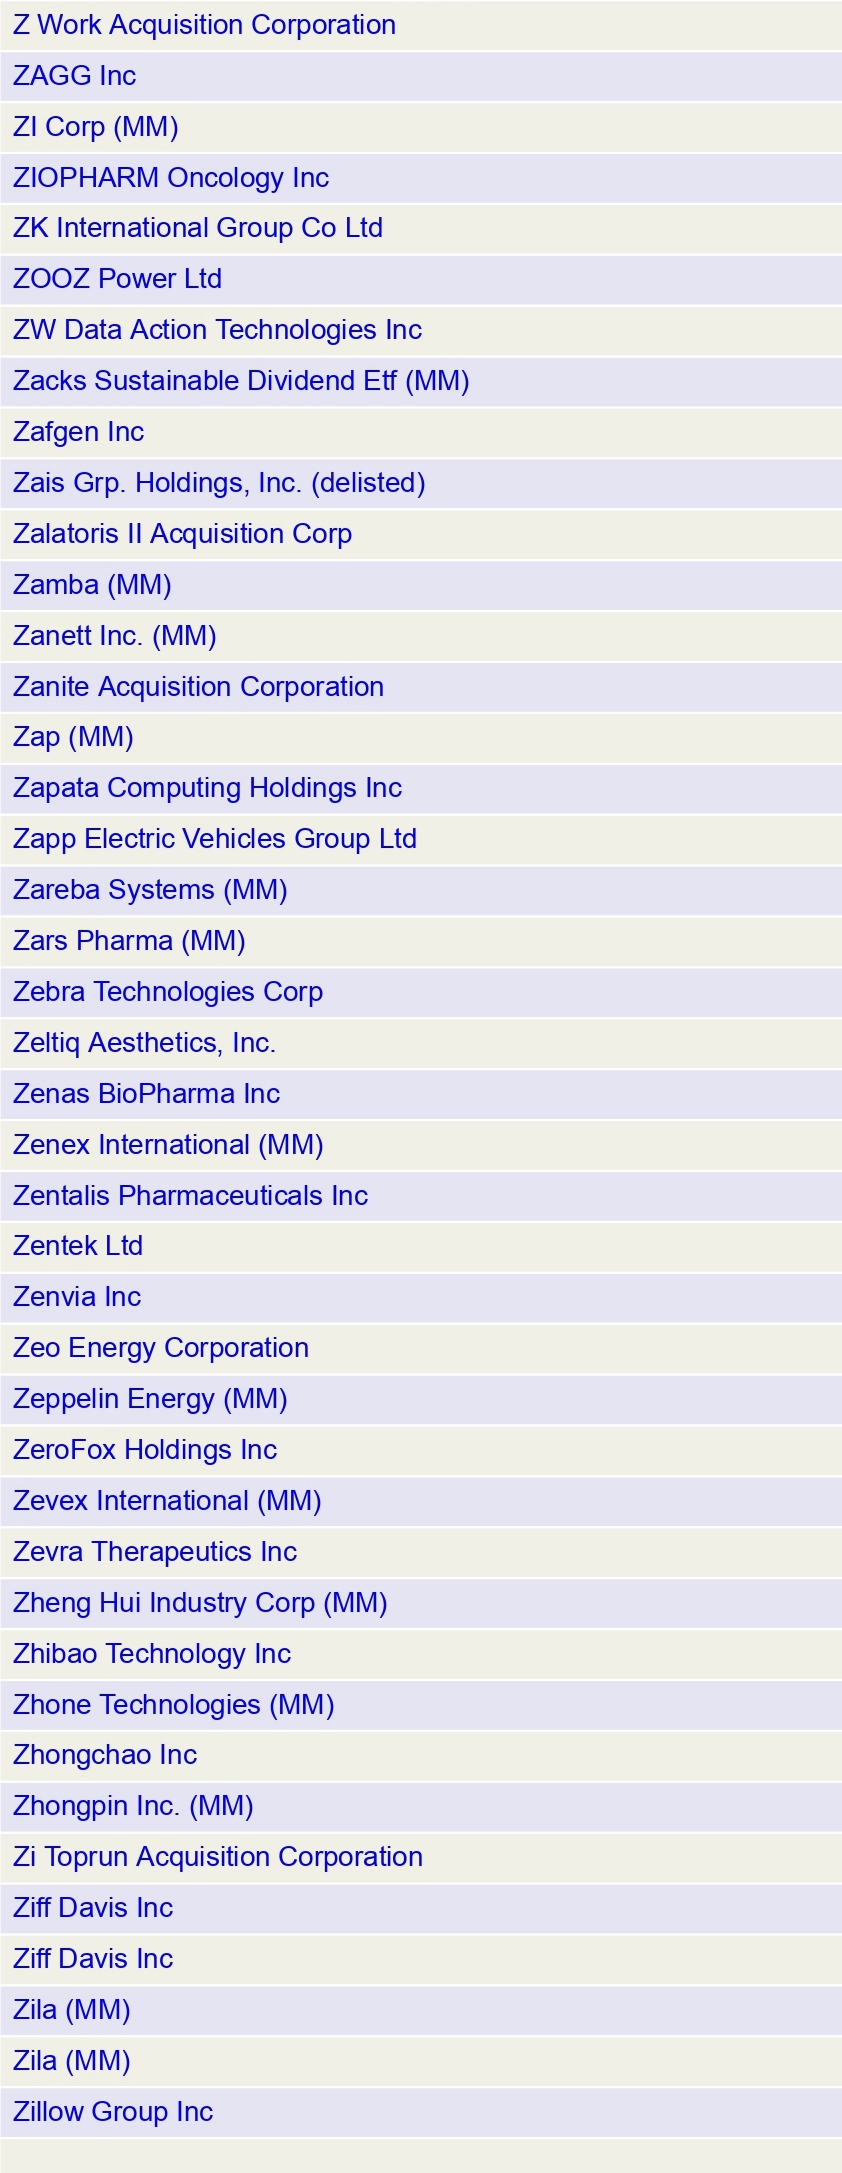 Z Work Acquisition Corporation
ZAGG Inc
ZI Corp (MM)
ZIOPHARM Oncology Inc
ZK International Group Co Ltd
ZOOZ Power Ltd
ZW Data Action Technologies Inc
Zacks Sustainable Dividend Etf (MM)
Zafgen Inc
Zais Grp. Holdings, Inc. (delisted)
Zalatoris II Acquisition Corp
Zamba (MM)
Zanett Inc. (MM)
Zanite Acquisition Corporation
Zap (MM)
Zapata Computing Holdings Inc
Zapp Electric Vehicles Group Ltd
Zareba Systems (MM)
Zars Pharma (MM)
Zebra Technologies Corp
Zeltiq Aesthetics, Inc.
Zenas BioPharma Inc
Zenex International (MM)
Zentalis Pharmaceuticals Inc
Zentek Ltd
Zenvia Inc
Zeo Energy Corporation
Zeppelin Energy (MM)
ZeroFox Holdings Inc
Zevex International (MM)
Zevra Therapeutics Inc
Zheng Hui Industry Corp (MM)
Zhibao Technology Inc
Zhone Technologies (MM)
Zhongchao Inc
Zhongpin Inc. (MM)
Zi Toprun Acquisition Corporation
Ziff Davis Inc
Ziff Davis Inc
Zila (MM)
Zila (MM)
Zillow Group Inc